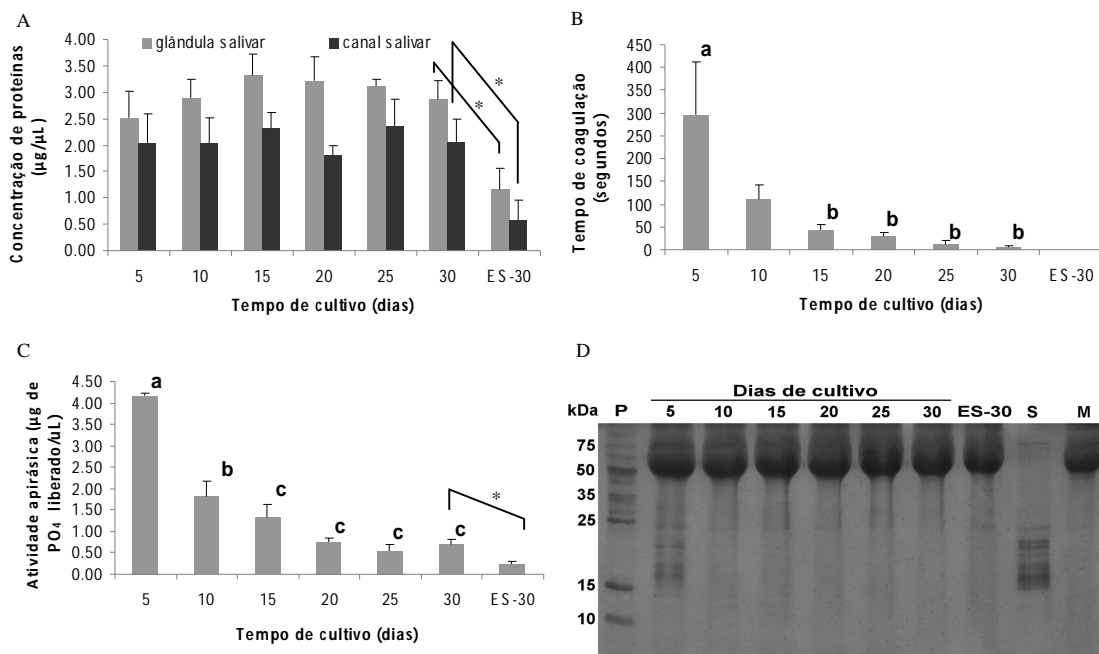 A
glândula salivar
canal salivar
Concentração de proteínas
(µg/µL)
4.00
3.50
3.00
2.50
2.00
1.50
1.00
0.50
0.00
*
*
5 10 15 20 25 30 ES-30
Tempo de cultivo (dias)
B
Tempo de coagulação
(segundos)
450
400
350
300
250
200
150
100
50
0
a
b b b b
5 10 15 20 25 30 ES-30
Tempo de cultivo (dias)
C
Atividade apirásica (µg de
PO₄ liberado/uL)
4.50
4.00
3.50
3.00
2.50
2.00
1.50
1.00
0.50
0.00
a
b
c
c c c
*
5 10 15 20 25 30 ES-30
Tempo de cultivo (dias)
D
Dias de cultivo
kDa P 5 10 15 20 25 30 ES-30 S M
75
50
35
25
15
10